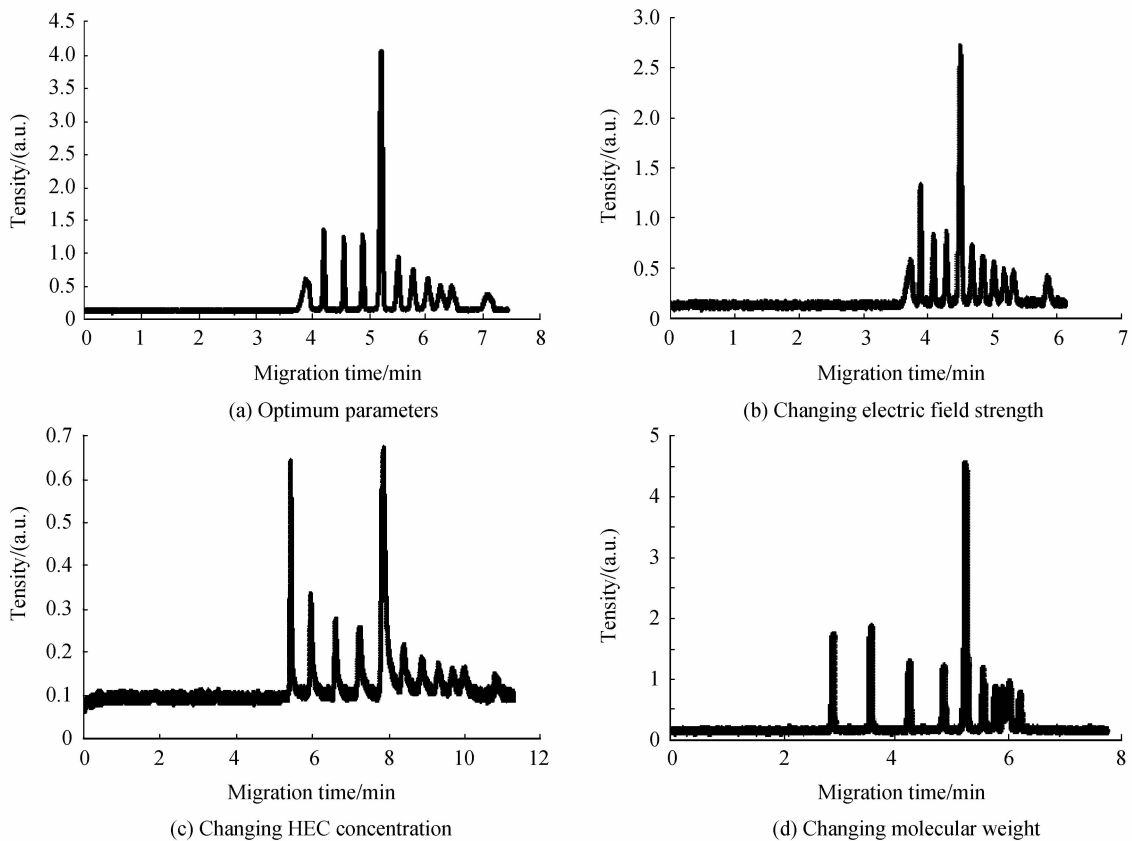 4.5
4.0
3.5
3.0
2.5
2.0
1.5
1.0
0.5
0
Tensity/(a.u.)
0 1 2 3 4 5 6 7 8
Migration time/min
(a) Optimum parameters
3.0
2.5
2.0
1.5
1.0
0.5
0
Tensity/(a.u.)
0 1 2 3 4 5 6 7
Migration time/min
(b) Changing electric field strength
0.7
0.6
0.5
0.4
0.3
0.2
0.1
0
Tensity/(a.u.)
0 2 4 6 8 10 12
Migration time/min
(c) Changing HEC concentration
5
4
3
2
1
0
Tensity/(a.u.)
0 2 4 6 8
Migration time/min
(d) Changing molecular weight